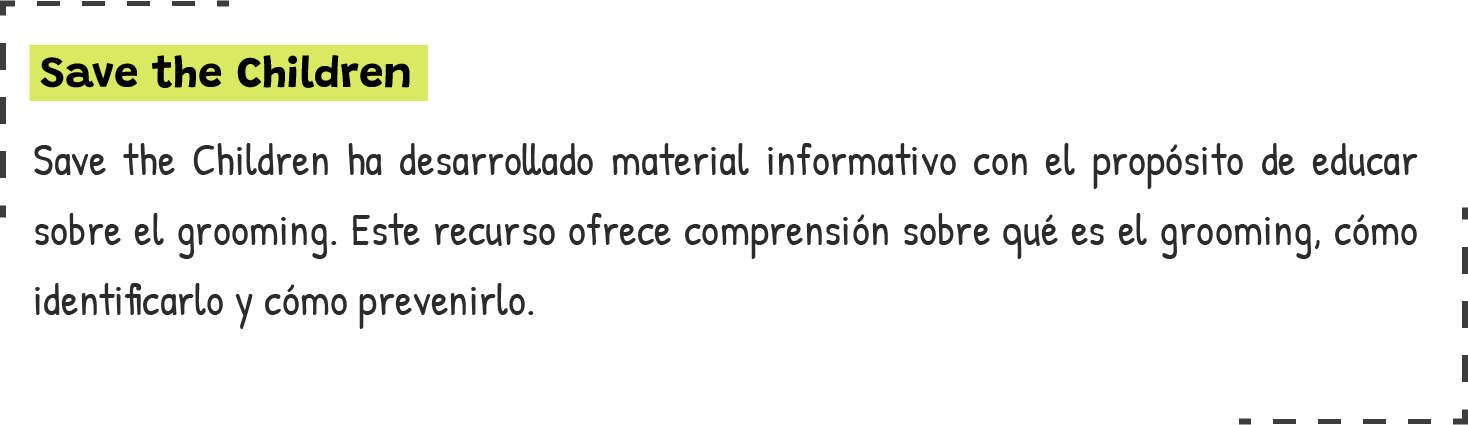 Save the Children
Save the Children ha desarrollado material informativo con el propósito de educar
sobre el grooming. Este recurso ofrece comprensión sobre qué es el grooming, cómo
identificarlo y cómo prevenirlo.